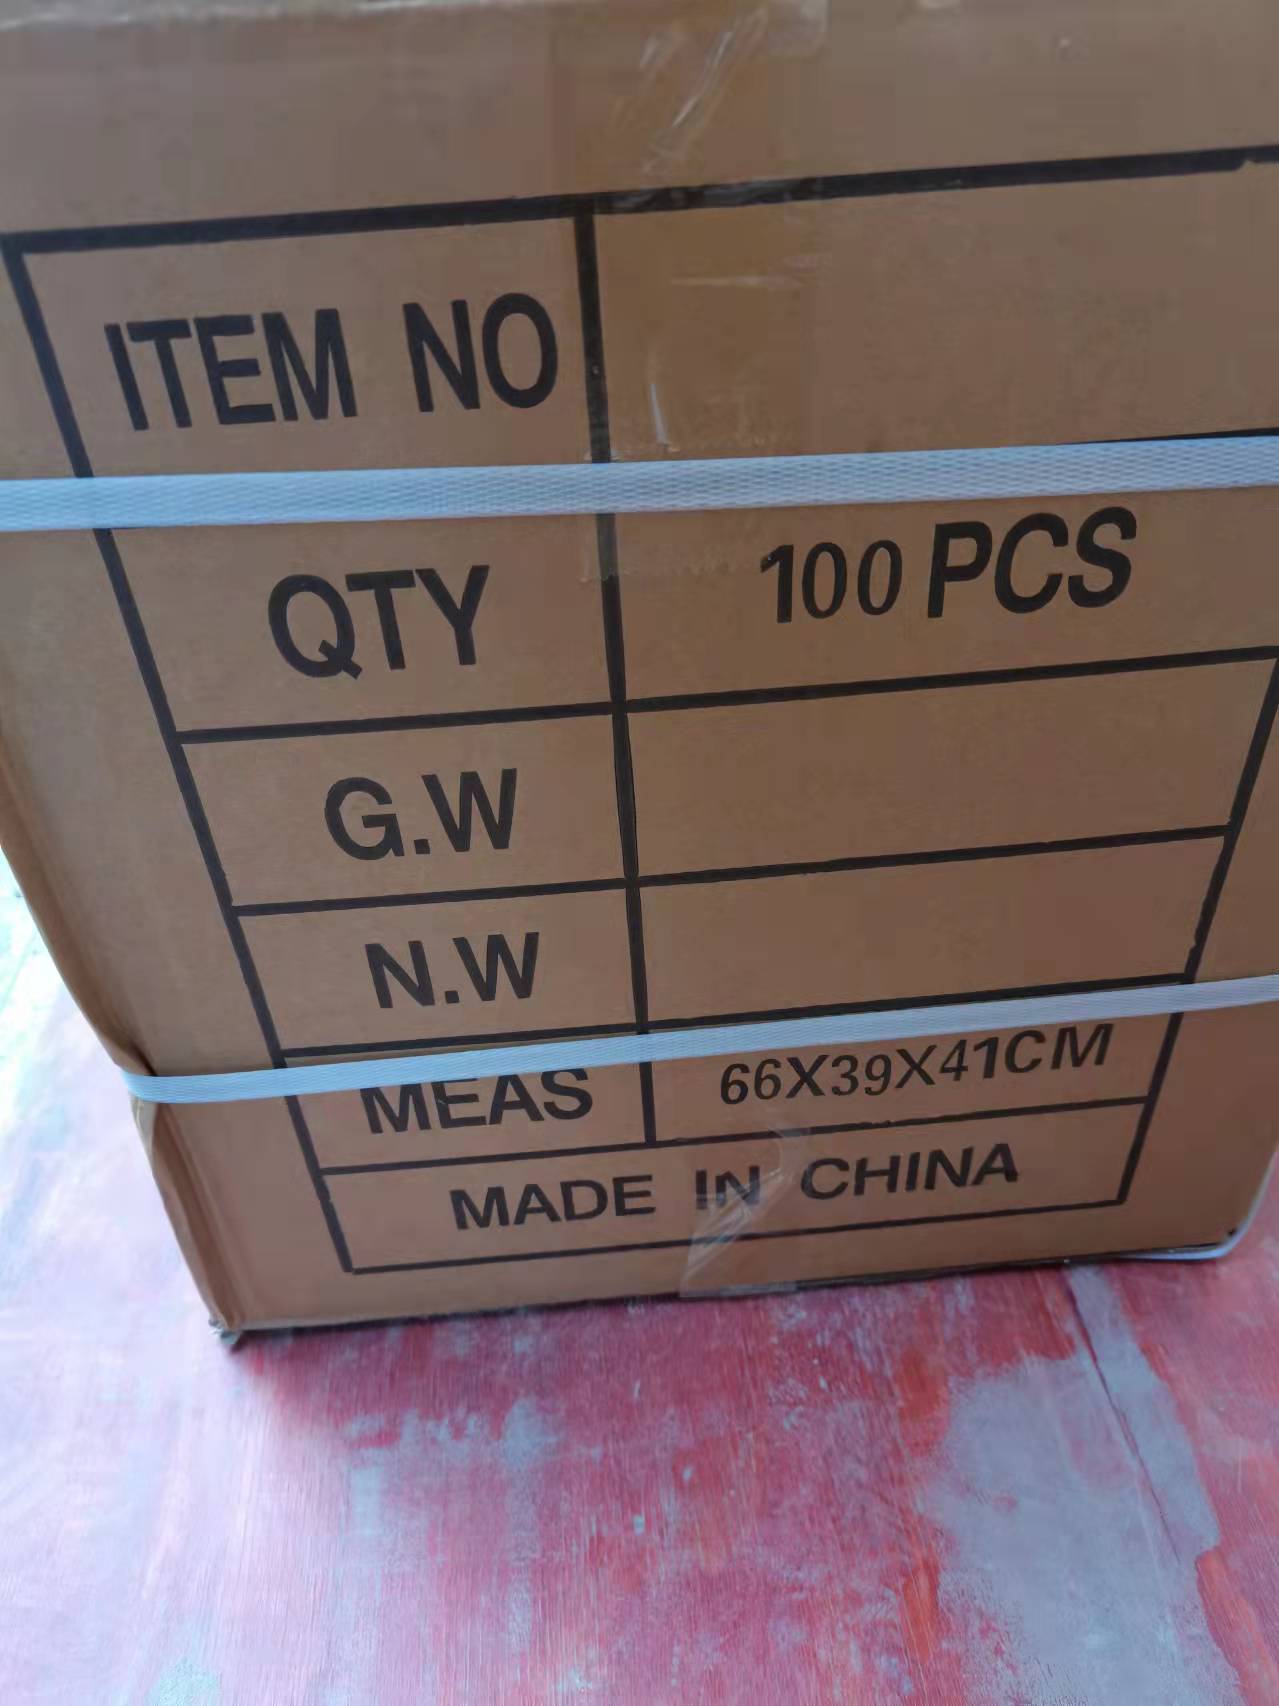 ITEM NO
QTY 100 PCS
G.W
N.W
MEAS 66X39X41CM
MADE IN CHINA